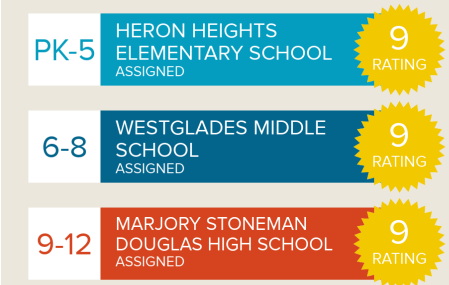 PK-5
HERON HEIGHTS
ELEMENTARY SCHOOL
ASSIGNED
9
RATING
6-8
WESTGLADES MIDDLE
SCHOOL
ASSIGNED
9
RATING
9-12
MARJORY STONEMAN
DOUGLAS HIGH SCHOOL
ASSIGNED
9
RATING